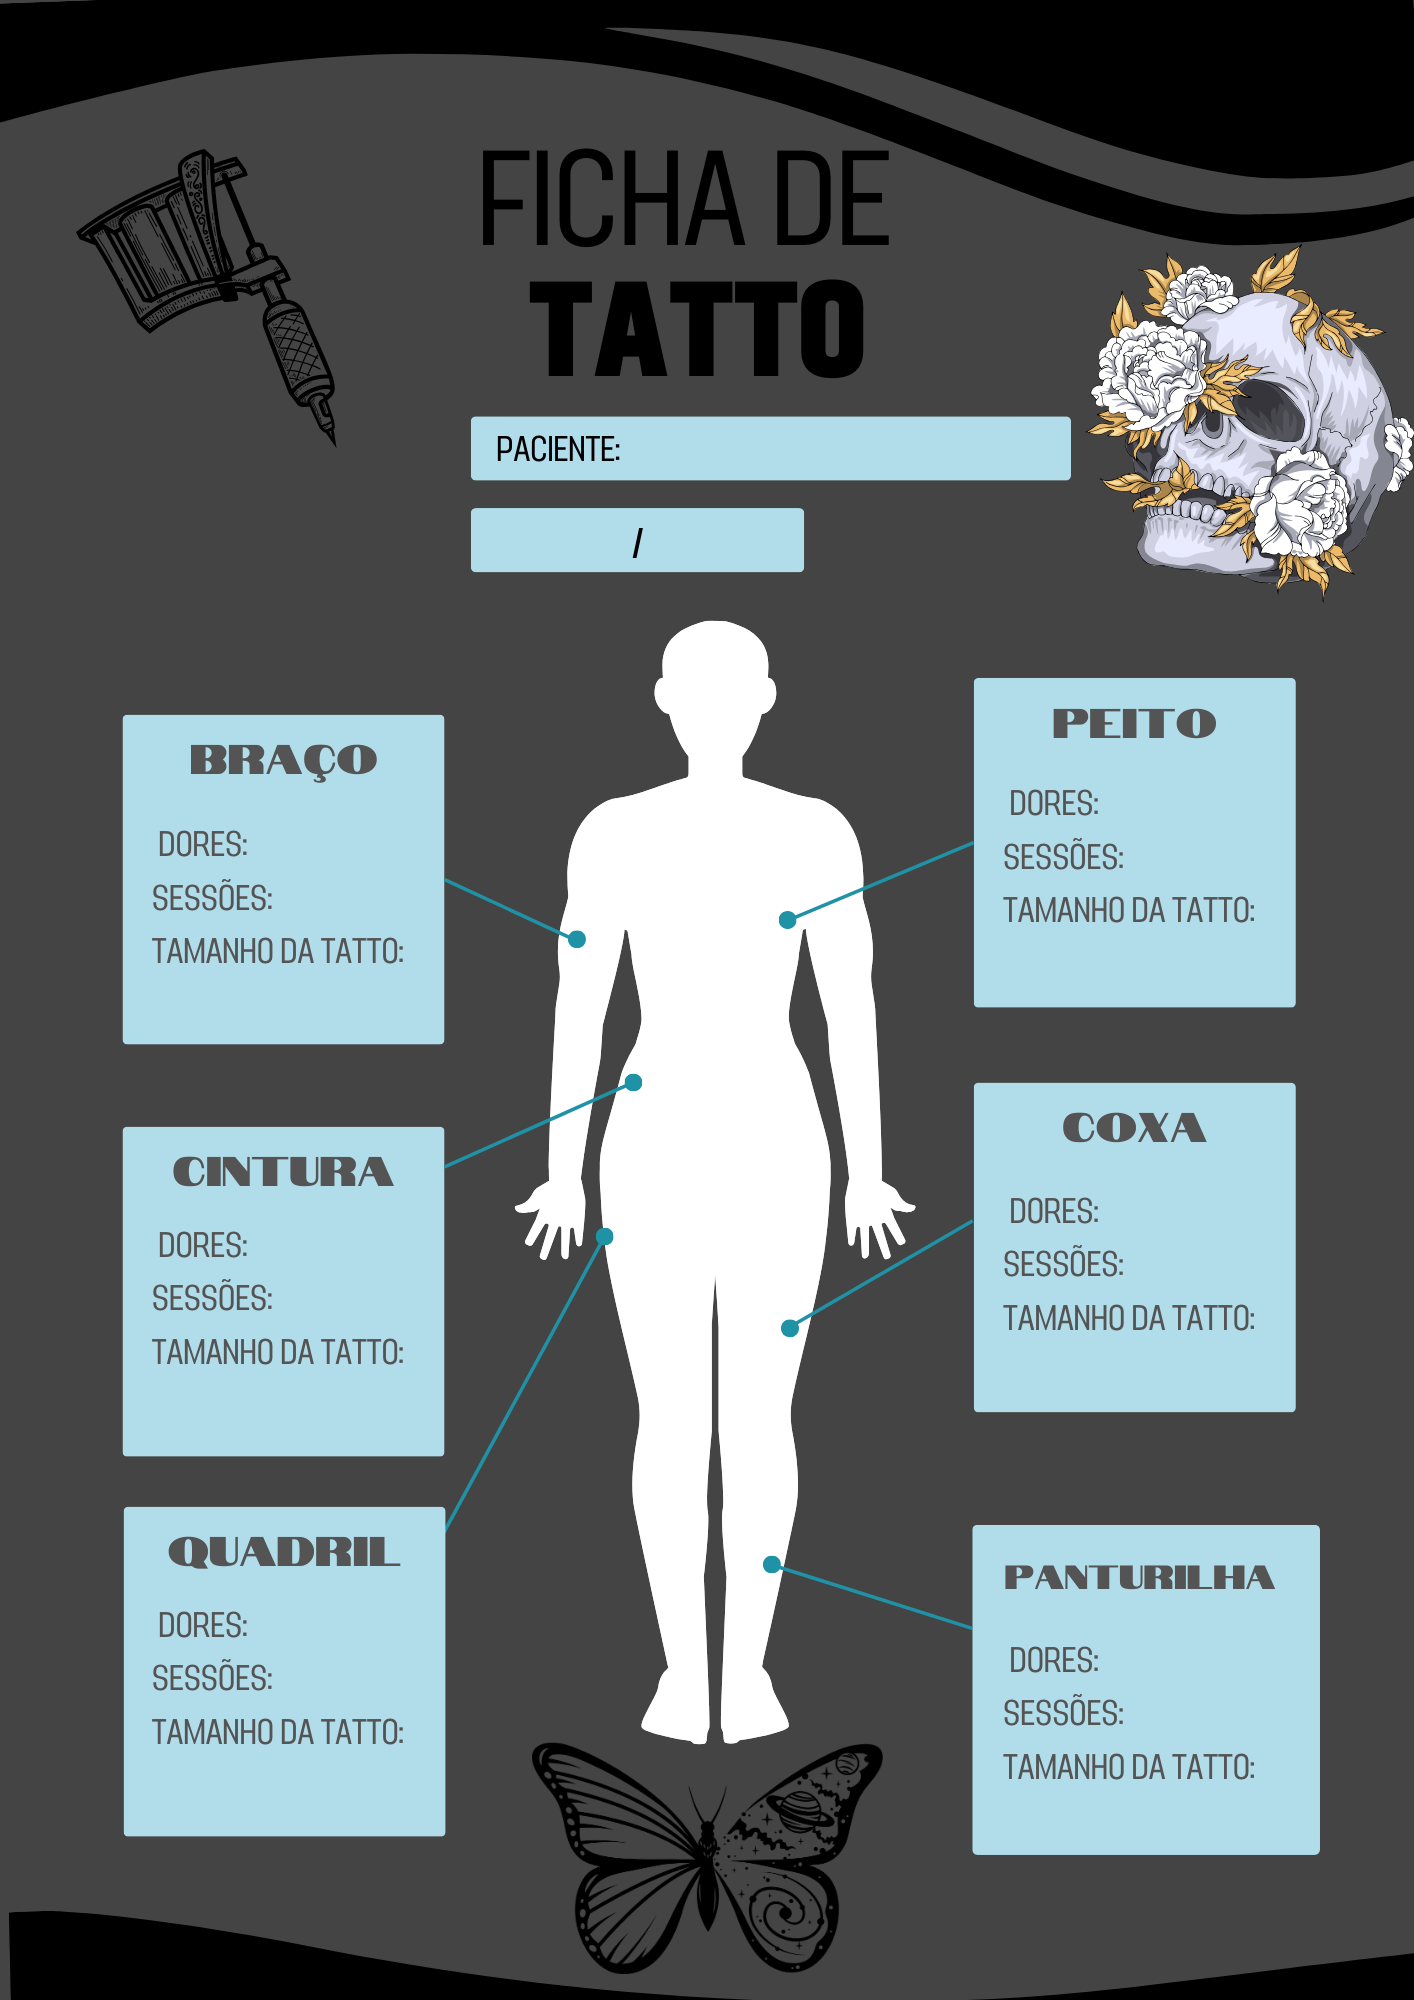 FICHA DE
TATTO
PACIENTE:
/
BRAÇO
DORES:
SESSÕES:
TAMANHO DA TATTO:
PEITO
DORES:
SESSÕES:
TAMANHO DA TATTO:
CINTURA
DORES:
SESSÕES:
TAMANHO DA TATTO:
COXA
DORES:
SESSÕES:
TAMANHO DA TATTO:
QUADRIL
DORES:
SESSÕES:
TAMANHO DA TATTO:
PANTURILHA
DORES:
SESSÕES:
TAMANHO DA TATTO: